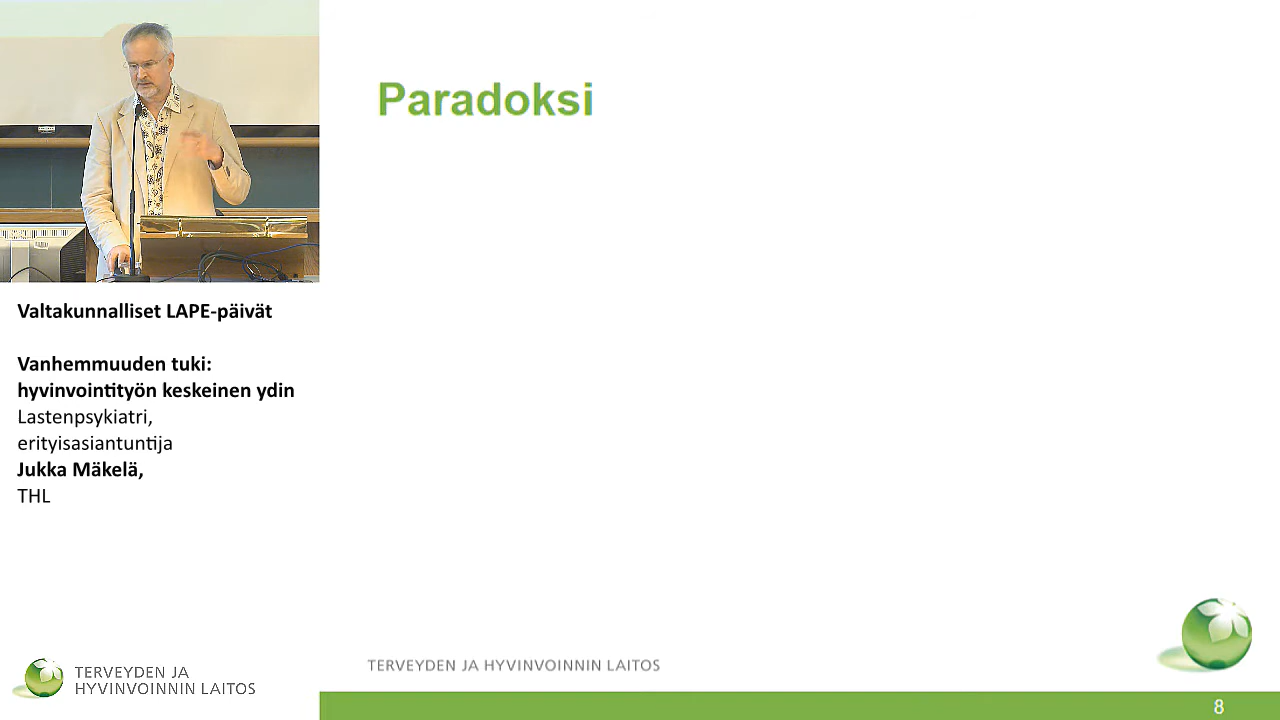 Paradoksi
Valtakunnalliset LAPE-päivät
Vanhemmuuden tuki:
hyvinvointityön keskeinen ydin
Lastenpsykiatri,
erityisasiantuntija
Jukka Mäkelä,
THL
TERVEYDEN JA
HYVINVOINNIN LAITOS
TERVEYDEN JA HYVINVOINNIN LAITOS
8